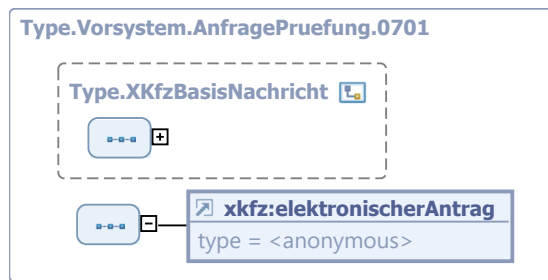 Type.Vorsystem.AnfragePruefung.0701
Type.XKfzBasisNachricht
xkfz:elektronischerAntrag
type = <anonymous>